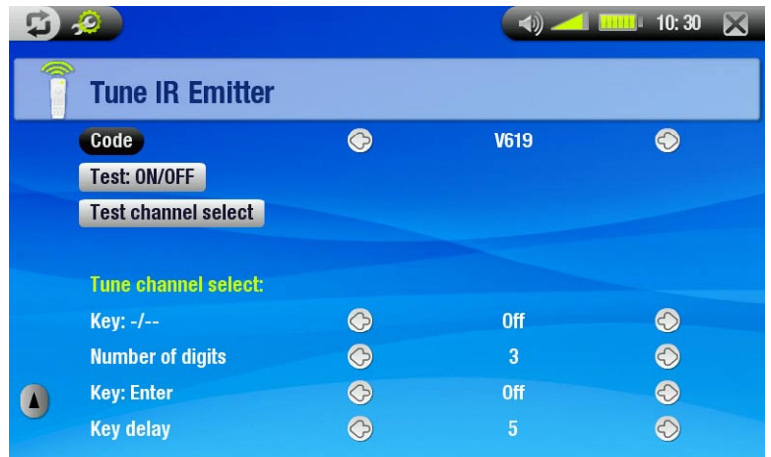 10:30
Tune IR Emitter
Code V619
Test: ON/OFF
Test channel select
Tune channel select:
Key: -/-- Off
Number of digits 3
Key: Enter Off
Key delay 5